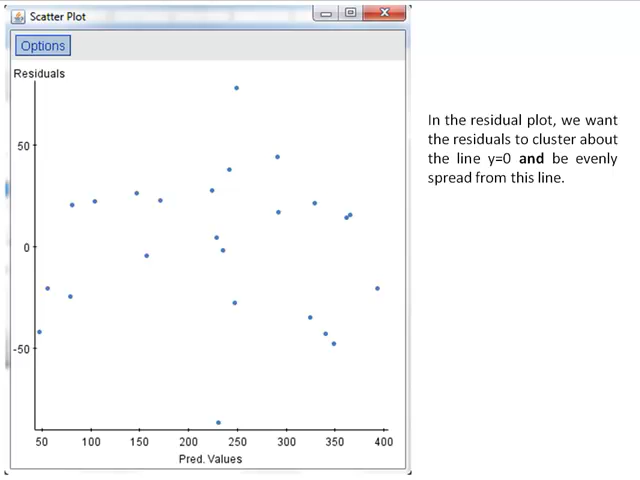 Scatter Plot
Options
Residuals
50
0
-50
50 100 150 200 250 300 350 400
Pred. Values
In the residual plot, we want
the residuals to cluster about
the line y=0 and be evenly
spread from this line.